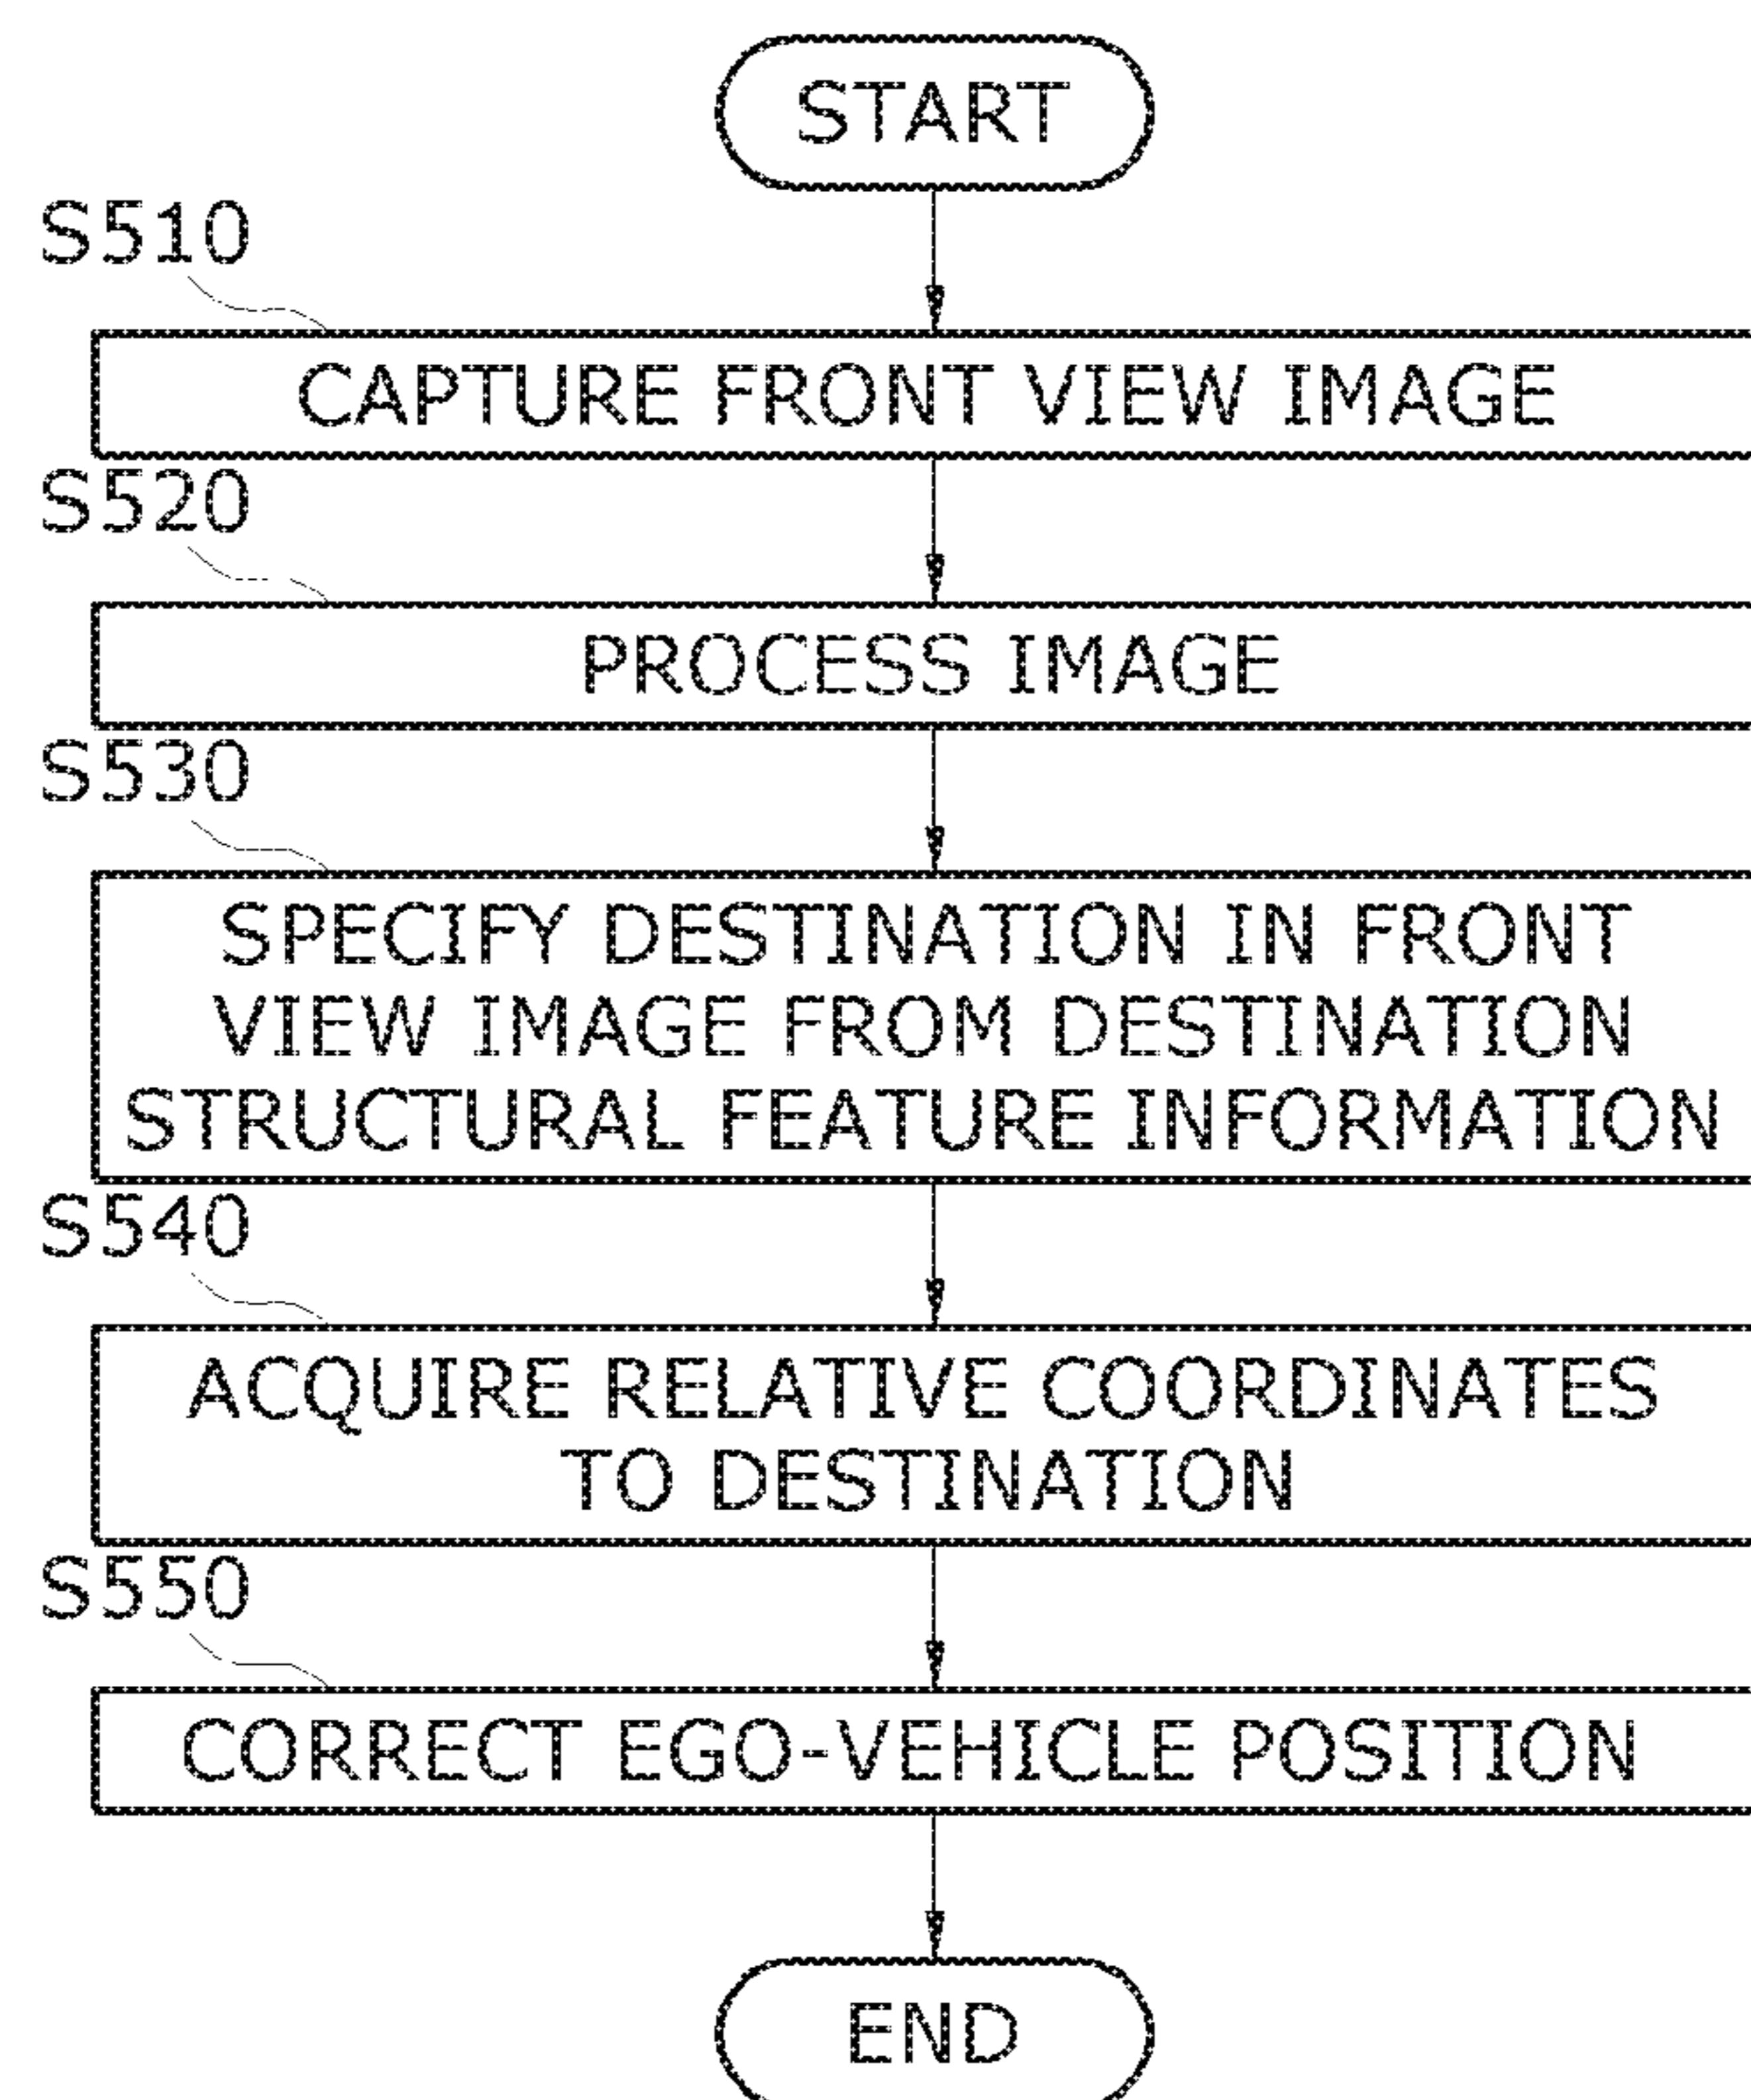 START
S510
CAPTURE FRONT VIEW IMAGE
S520
PROCESS IMAGE
S530
SPECIFY DESTINATION IN FRONT
VIEW IMAGE FROM DESTINATION
STRUCTURAL FEATURE INFORMATION
S540
ACQUIRE RELATIVE COORDINATES
TO DESTINATION
S550
CORRECT EGO-VEHICLE POSITION
END